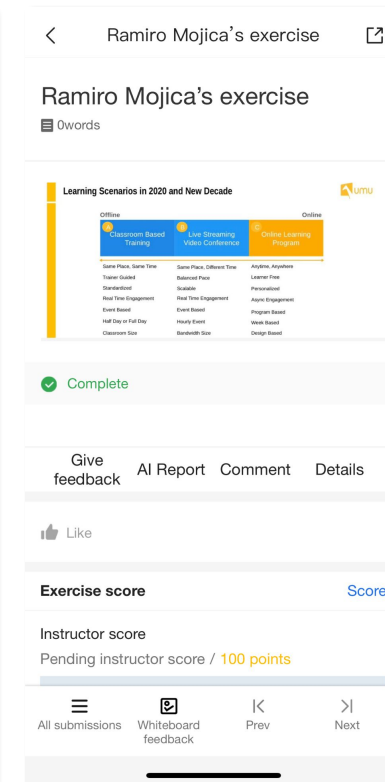 Ramiro Mojica's exercise
Ramiro Mojica's exercise
0words
Learning Scenarios in 2020 and New Decade
umu
Offline
Online
A
B
C
Classroom Based Training
Live Streaming Video Conference
Online Learning Program
Same Place, Same Time
Same Place, Different Time
Anytime, Anywhere
Trainer Guided
Balanced Pace
Learner Free
Standardized
Scalable
Personalized
Real Time Engagement
Real Time Engagement
Async Engagement
Event Based
Event Based
Program Based
Half Day or Full Day
Hourly Event
Week Based
Classroom Size
Bandwidth Size
Design Based
Complete
Give feedback
AI Report
Comment
Details
Like
Exercise score
Score
Instructor score
Pending instructor score / 100 points
All submissions
Whiteboard feedback
Prev
Next